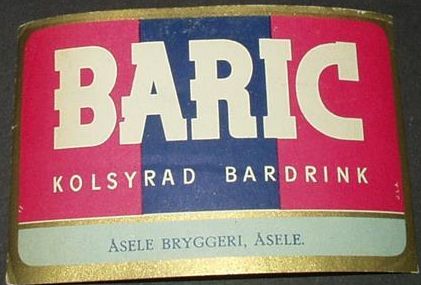 BARIC
KOLSYRAD BARDRINK
ÅSELE BRYGGERI, ÅSELE.